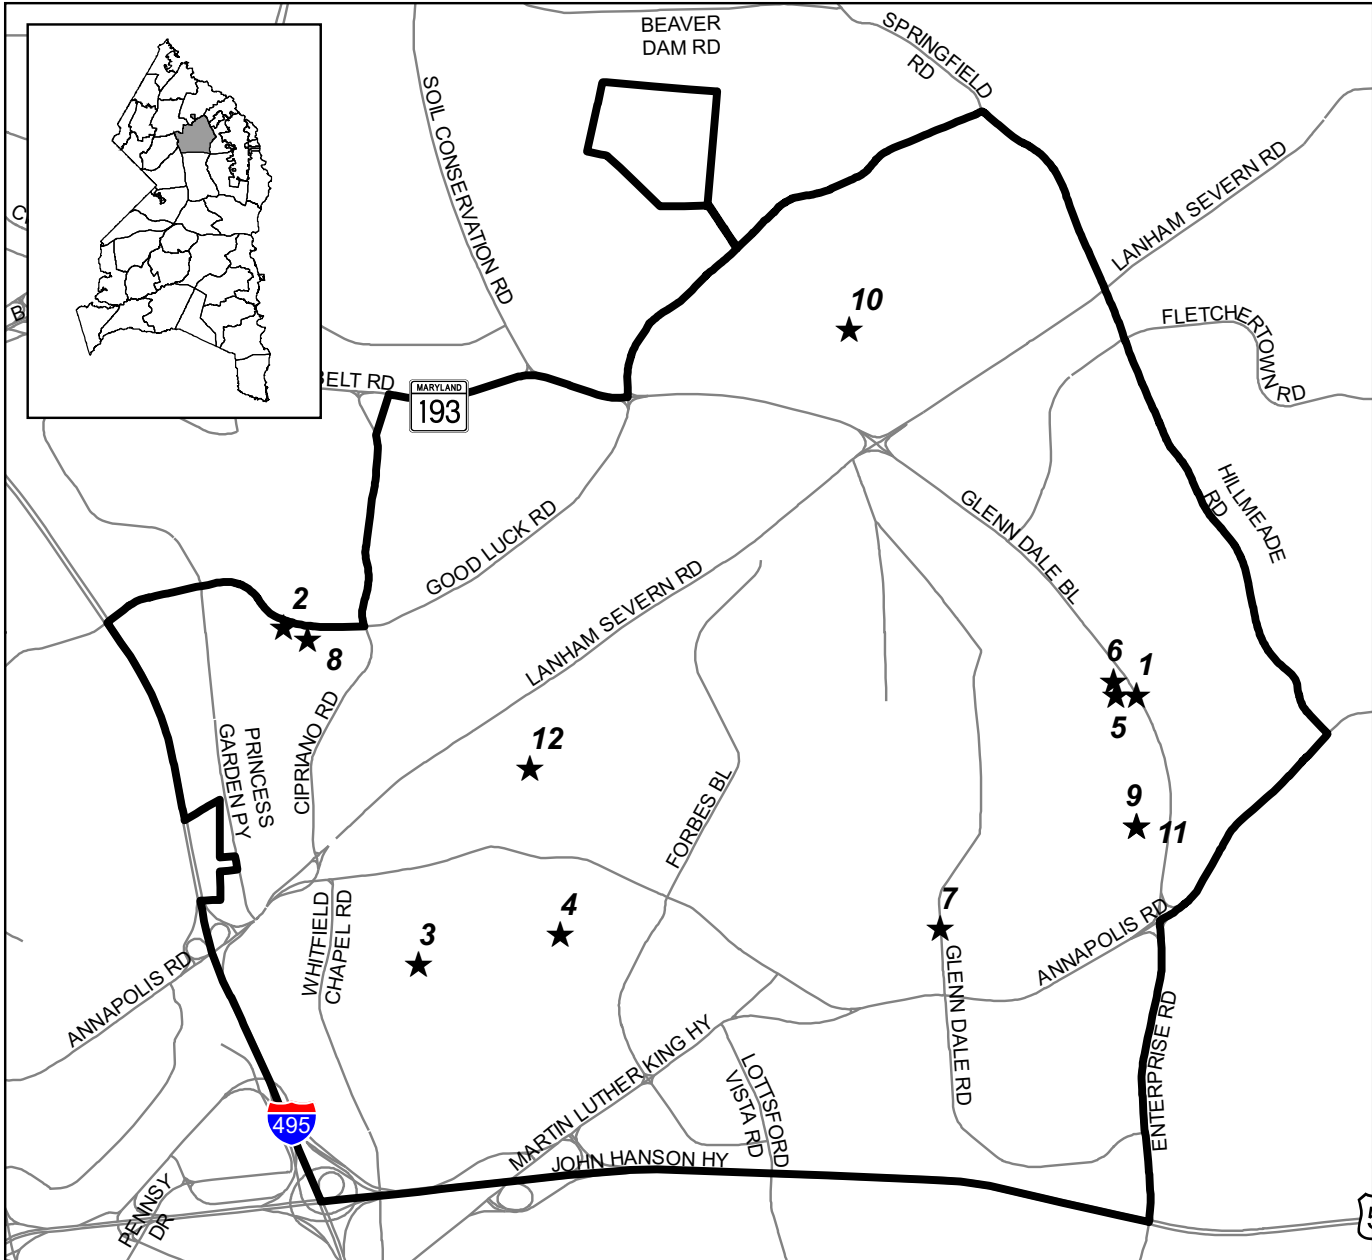 BEAVER
DAM RD
SPRINGFIELD
RD
SOIL CONSERVATION RD
LANHAM SEVERN RD
10
FLETCHERTOWN
RD
BELT RD
MARYLAND
193
HILLMEADE
RD
GLENN DALE BL
GOOD LUCK RD
LANHAM SEVERN RD
2
8
6
1
5
CIPRIANO RD
PRINCESS
GARDEN PY
12
FORBES BL
9
11
WHITFIELD
CHAPEL RD
3
4
7
ANNAPOLIS RD
ANNAPOLIS RD
GLENN DALE RD
ENTERPRISE RD
MARTIN LUTHER KING HY
LOTTSFORD
VISTA RD
495
JOHN HANSON HY
PENNSY
DR